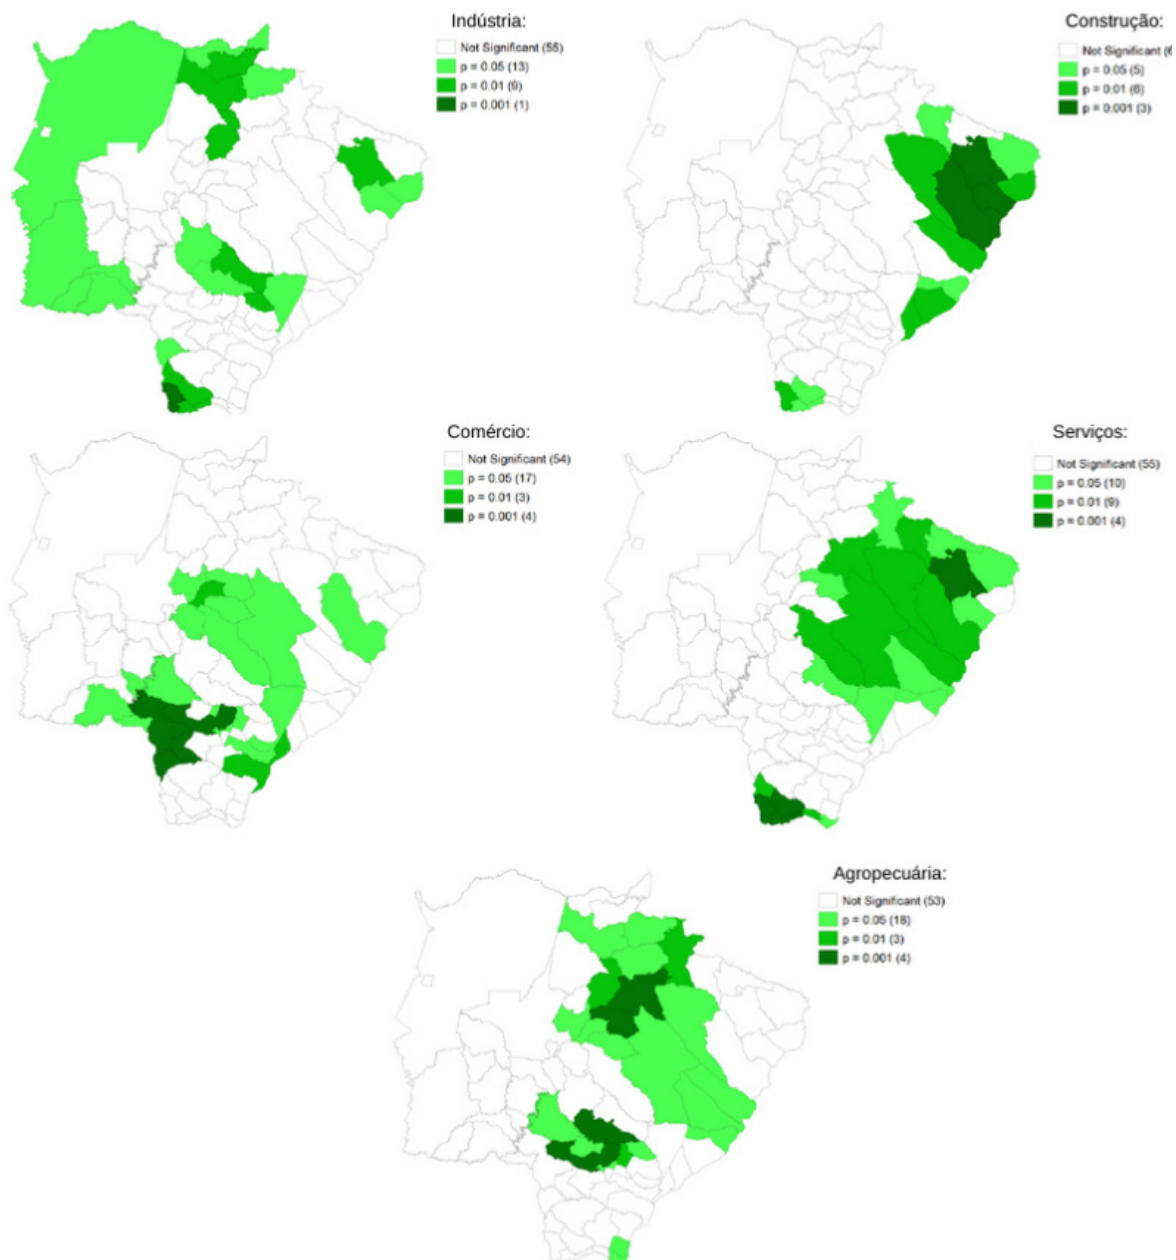 Indústria:
Not Significant (55)
p = 0.05 (13)
p = 0.01 (9)
p = 0.001 (1)
Construção:
Not Significant (6
p = 0.05 (5)
p = 0.01 (6)
p = 0.001 (3)
Comércio:
Not Significant (54)
p = 0.05 (17)
p = 0.01 (3)
p = 0.001 (4)
Serviços:
Not Significant (55)
p = 0.05 (10)
p = 0.01 (9)
p = 0.001 (4)
Agropecuária:
Not Significant (53)
p = 0.05 (18)
p = 0.01 (3)
p = 0.001 (4)